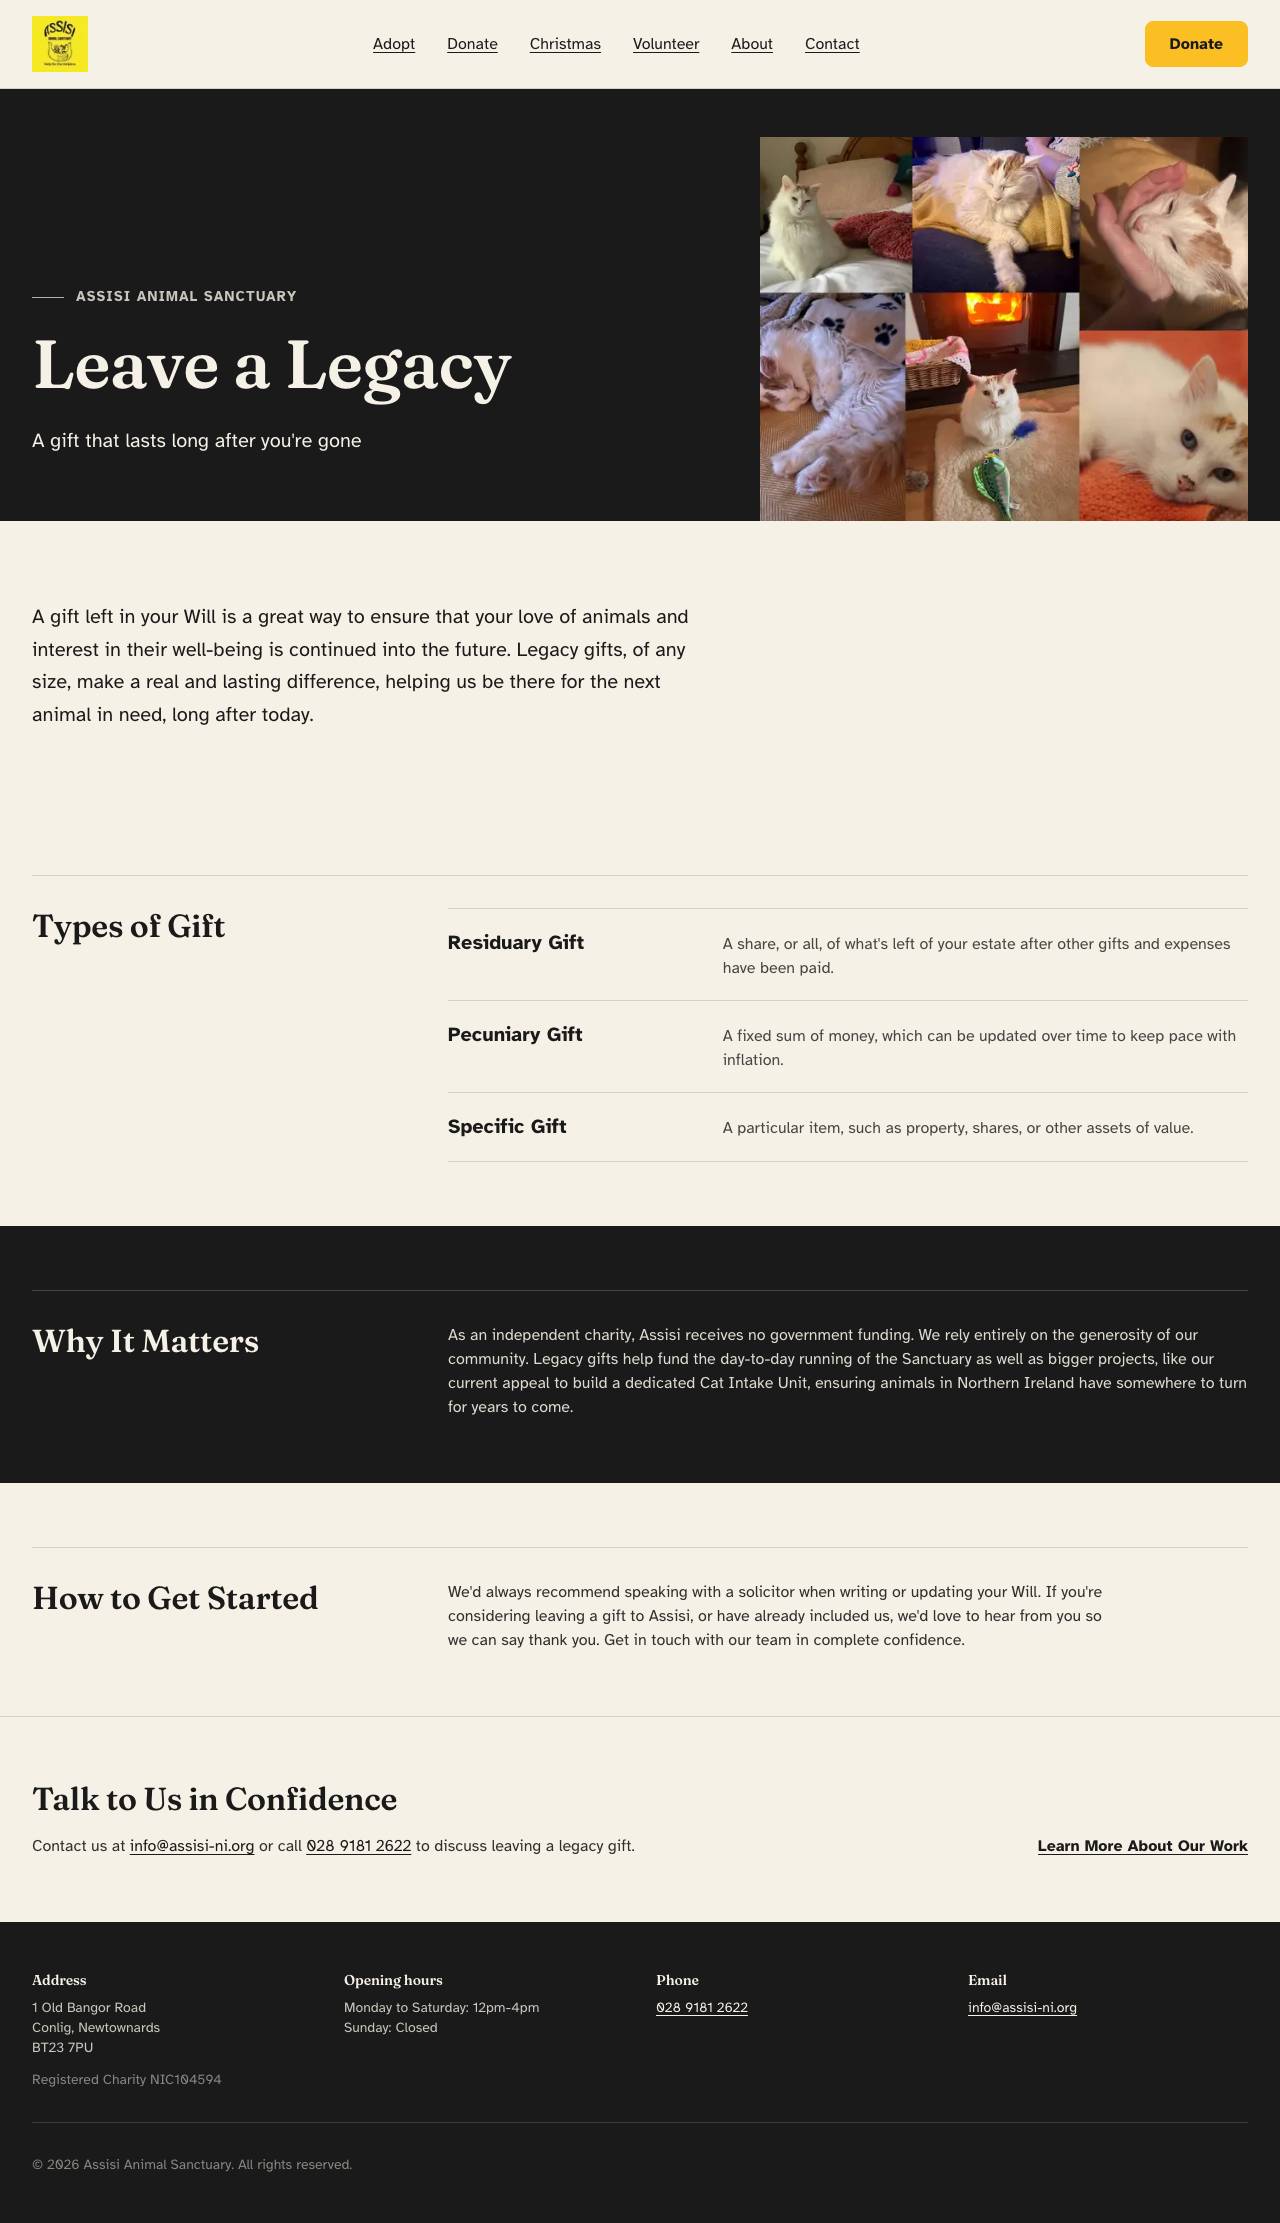 ASSISI
Adopt
Donate
Christmas
Volunteer
About
Contact
Donate
ASSISI ANIMAL SANCTUARY
Leave a Legacy
A gift that lasts long after you're gone
A gift left in your Will is a great way to ensure that your love of animals and
interest in their well-being is continued into the future. Legacy gifts, of any
size, make a real and lasting difference, helping us be there for the next
animal in need, long after today.
Types of Gift
Residuary Gift
A share, or all, of what's left of your estate after other gifts and expenses
have been paid.
Pecuniary Gift
A fixed sum of money, which can be updated over time to keep pace with
inflation.
Specific Gift
A particular item, such as property, shares, or other assets of value.
Why It Matters
As an independent charity, Assisi receives no government funding. We rely entirely on the generosity of our
community. Legacy gifts help fund the day-to-day running of the Sanctuary as well as bigger projects, like our
current appeal to build a dedicated Cat Intake Unit, ensuring animals in Northern Ireland have somewhere to turn
for years to come.
How to Get Started
We'd always recommend speaking with a solicitor when writing or updating your Will. If you're
considering leaving a gift to Assisi, or have already included us, we'd love to hear from you so
we can say thank you. Get in touch with our team in complete confidence.
Talk to Us in Confidence
Contact us at info@assisi-ni.org or call 028 9181 2622 to discuss leaving a legacy gift.
Learn More About Our Work
Address
1 Old Bangor Road
Conlig, Newtownards
BT23 7PU
Registered Charity NIC104594
Opening hours
Monday to Saturday: 12pm–4pm
Sunday: Closed
Phone
028 9181 2622
Email
info@assisi-ni.org
© 2026 Assisi Animal Sanctuary. All rights reserved.